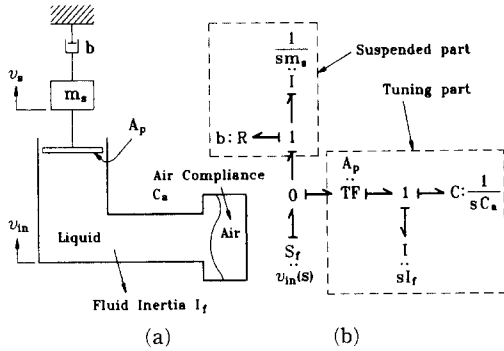 b
v_s
m_s
A_p
Air Compliance
C_a
Air
v_in
Liquid
Fluid Inertia I_f
(a)
1/sm_s
Suspended part
I
Tuning part
b:R
1
A_p
0
TF
1
C: 1/sC_a
S_f
I
v_in(s)
sI_f
(b)